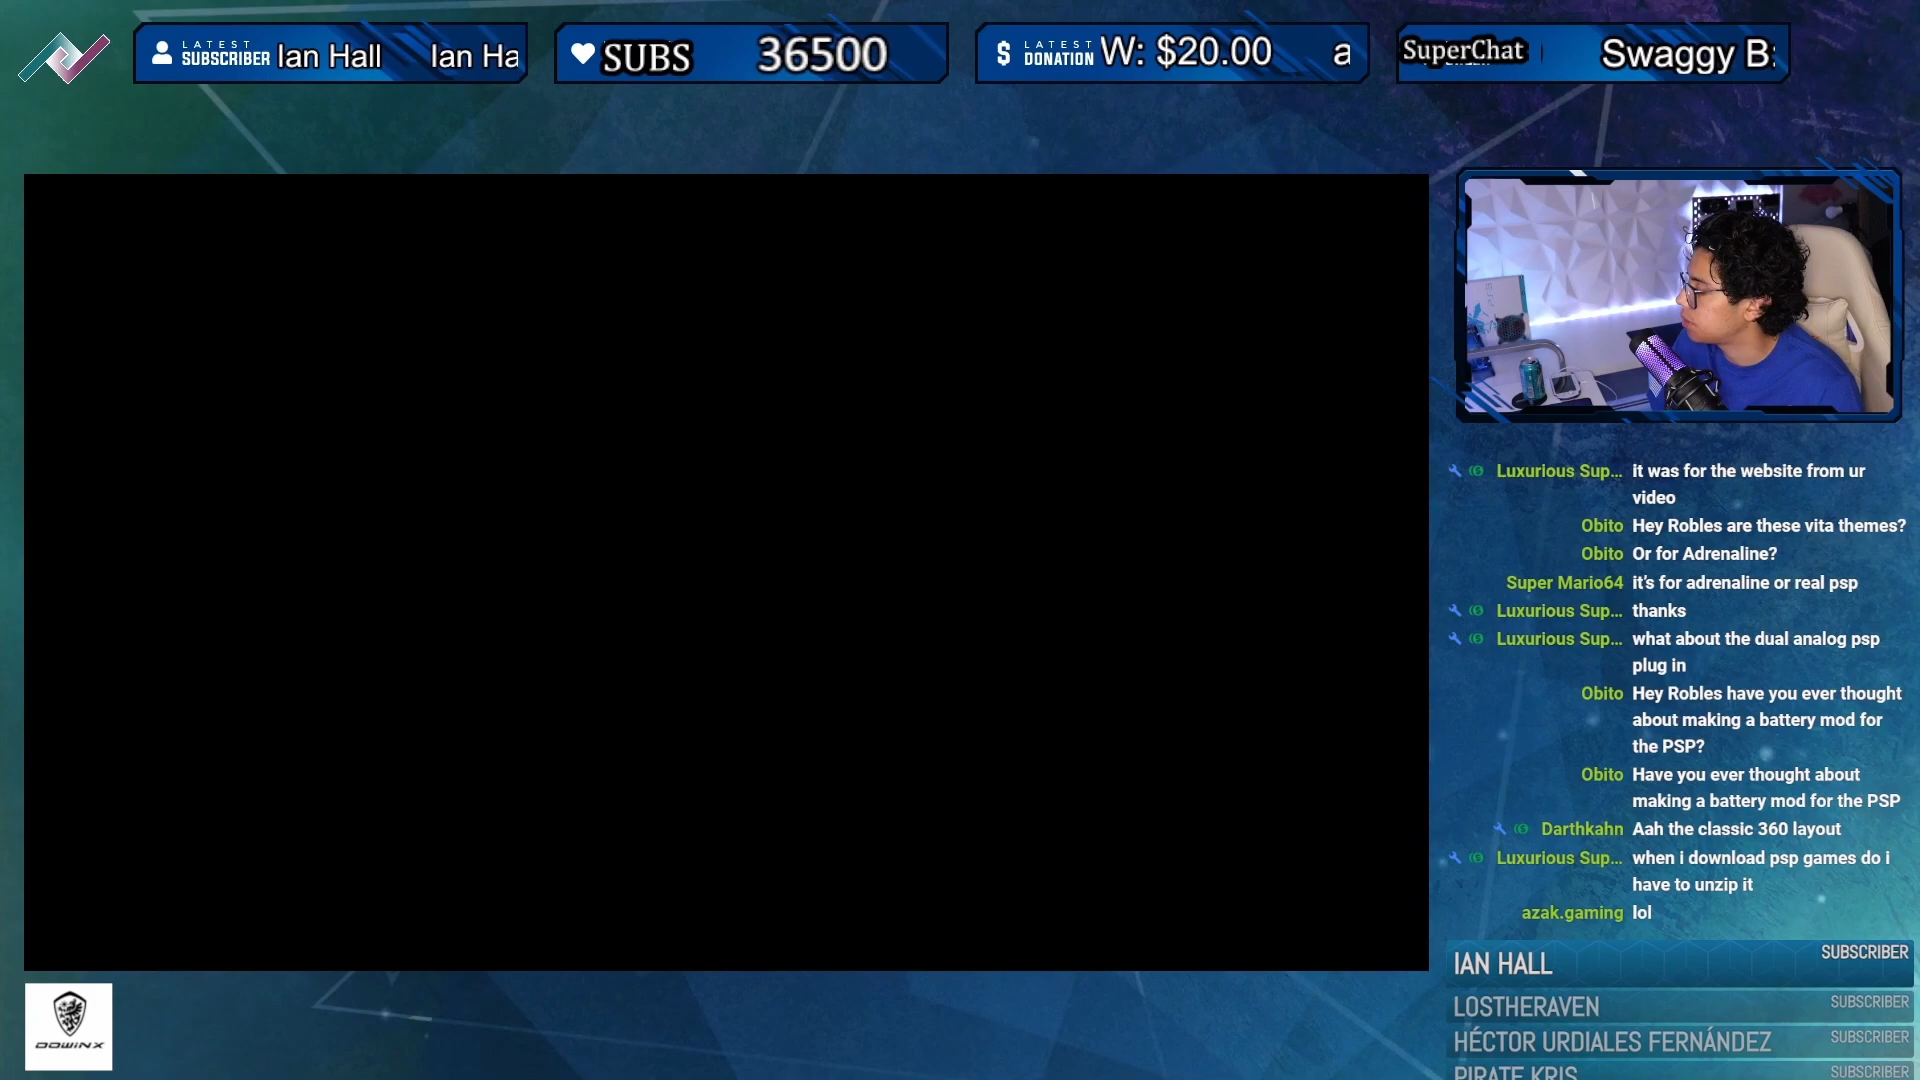 LATEST
SUBSCRIBER Ian Hall Ian Ha
SUBS 36500
LATEST
DONATION W: $20.00 a
SuperChat Swaggy B
Luxurious Sup... it was for the website from ur
video
Obito Hey Robles are these vita themes?
Obito Or for Adrenaline?
Super Mario64 it's for adrenaline or real psp
Luxurious Sup... thanks
Luxurious Sup... what about the dual analog psp
plug in
Obito Hey Robles have you ever thought
about making a battery mod for
the PSP?
Obito Have you ever thought about
making a battery mod for the PSP
Darthkahn Aah the classic 360 layout
Luxurious Sup... when i download psp games do i
have to unzip it
azak.gaming lol
IAN HALL SUBSCRIBER
LOSTHERAVEN SUBSCRIBER
HÉCTOR URDIALES FERNÁNDEZ SUBSCRIBER
PIRATE KRIS SUBSCRIBER
DOWINX